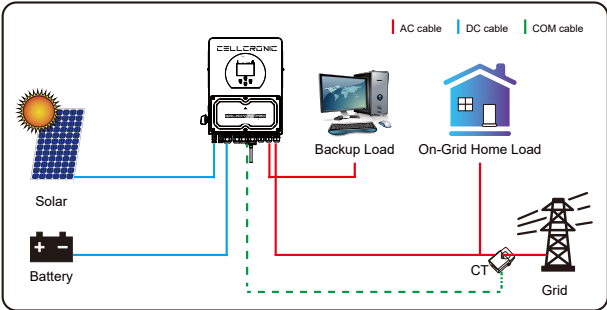 AC cable
DC cable
COM cable
CELLCRONIC
Backup Load
On-Grid Home Load
Solar
Battery
CT
Grid